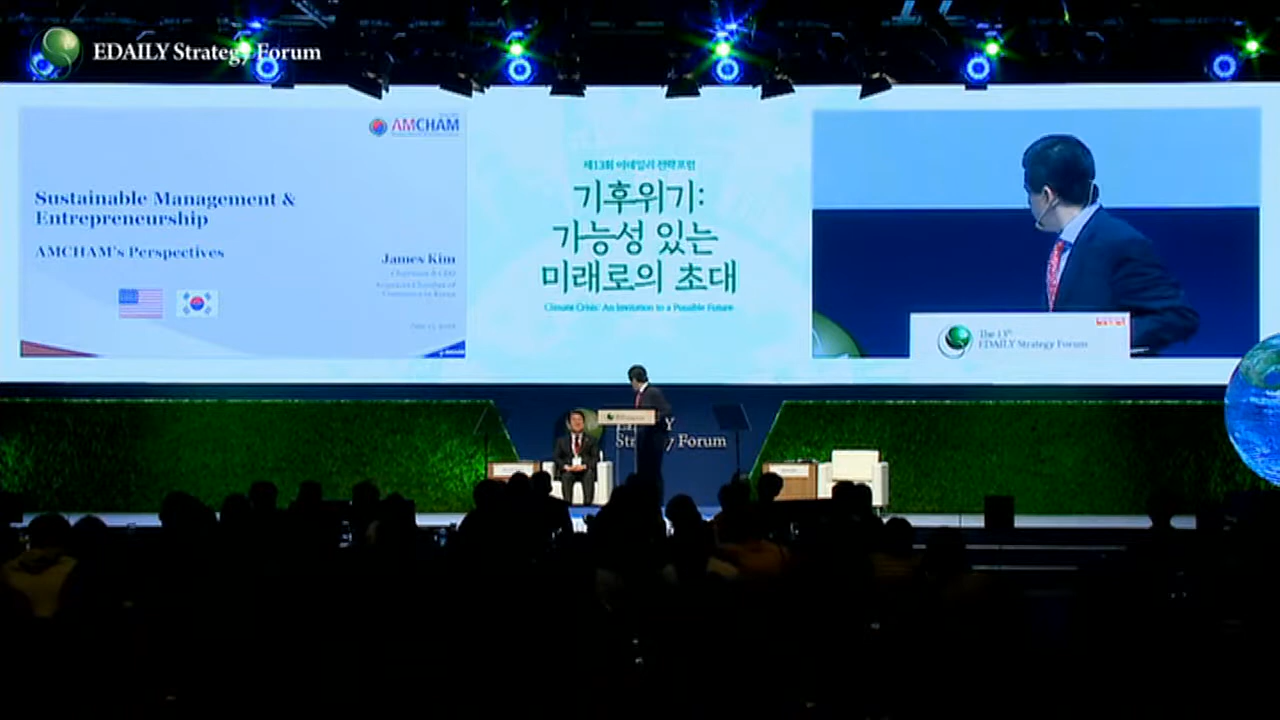 EDAILY Strategy Forum
AMCHAM
Sustainable Management &
Entrepreneurship
AMCHAM's Perspectives
James Kim
Chairman & CEO
제13회 이데일리 전략포럼
기후위기:
가능성 있는
미래로의 초대
Climate Crisis: An Invitation to a Possible Future
The 13th
EDAILY Strategy Forum
Strategy Forum